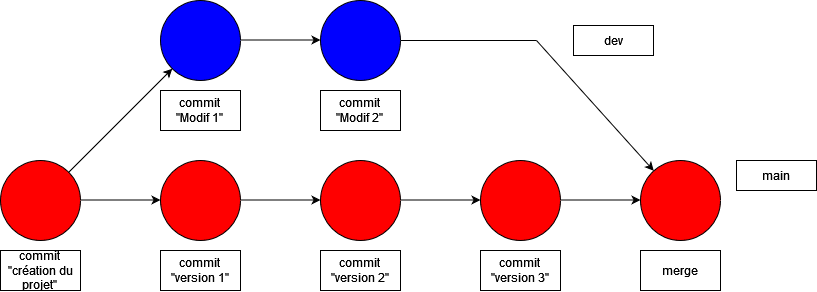 dev
commit
"Modif 1"
commit
"Modif 2"
main
commit
"création du
projet"
commit
"version 1"
commit
"version 2"
commit
"version 3"
merge